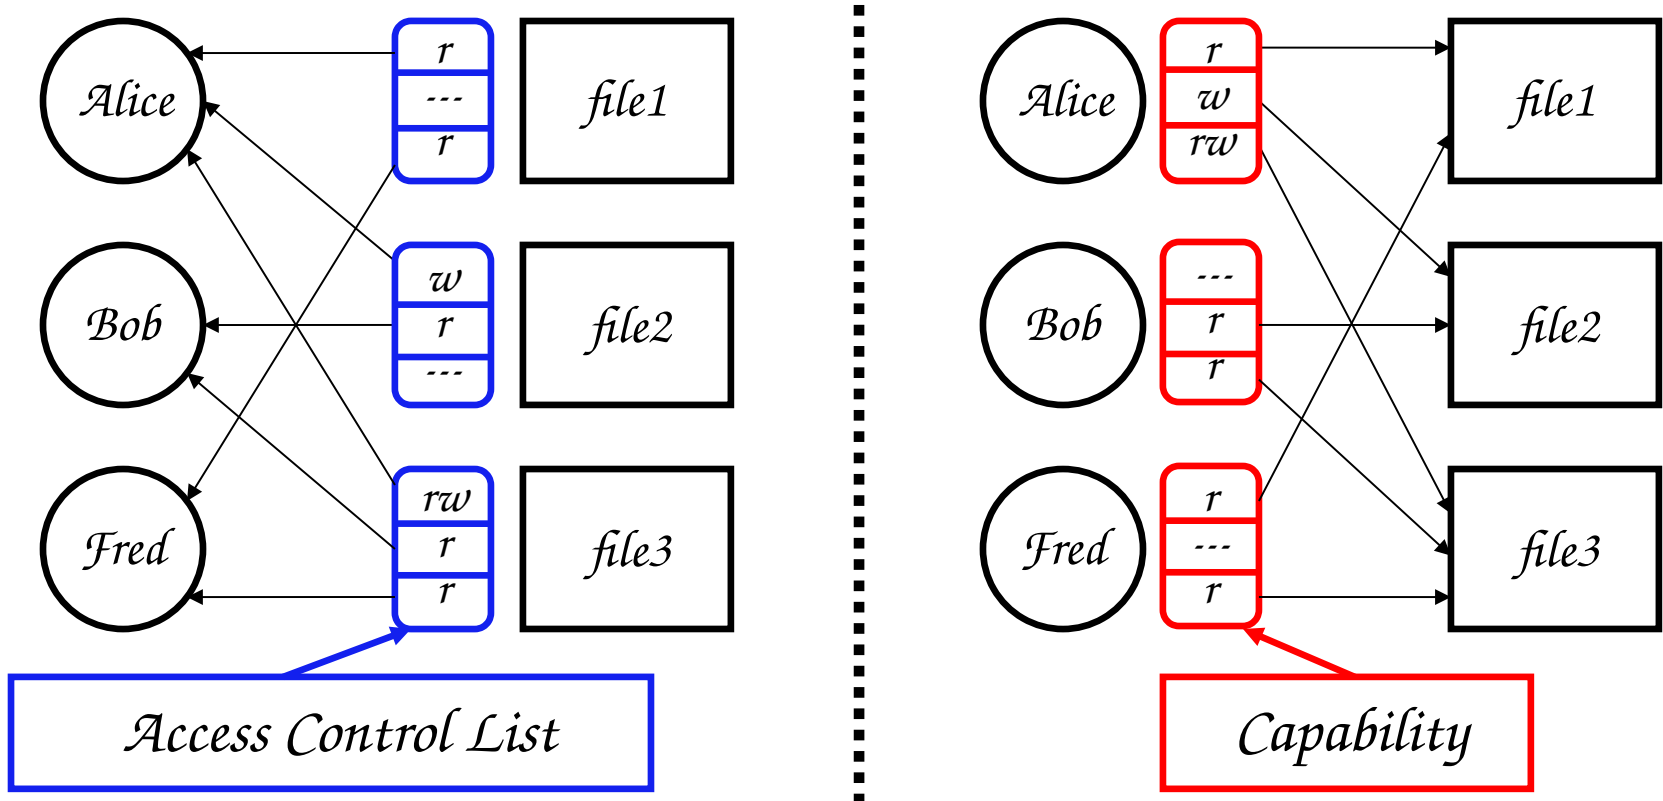 Alice
r
---
r
file1
Bob
w
r
---
file2
Fred
rw
r
r
file3
Access Control List
Alice
r
w
rw
file1
Bob
---
r
r
file2
Fred
r
---
r
file3
Capability